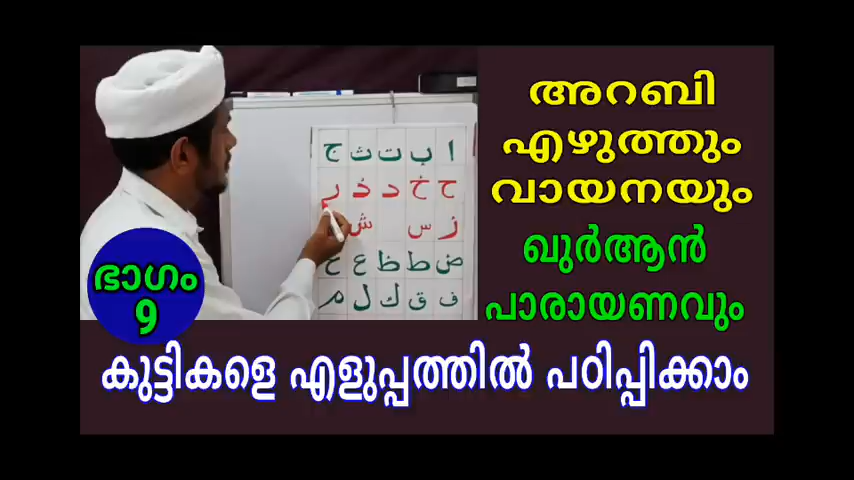 അറബി
എഴുത്തും
വായനയും
ഖുർആൻ
പാരായണവും
ഭാഗം
9
കുട്ടികളെ എളുപ്പത്തിൽ പഠിപ്പിക്കാം
ا ب ت ث ج
ح خ د ذ ر
ز س ش
ض ط ظ ع
ف ق ك ل م